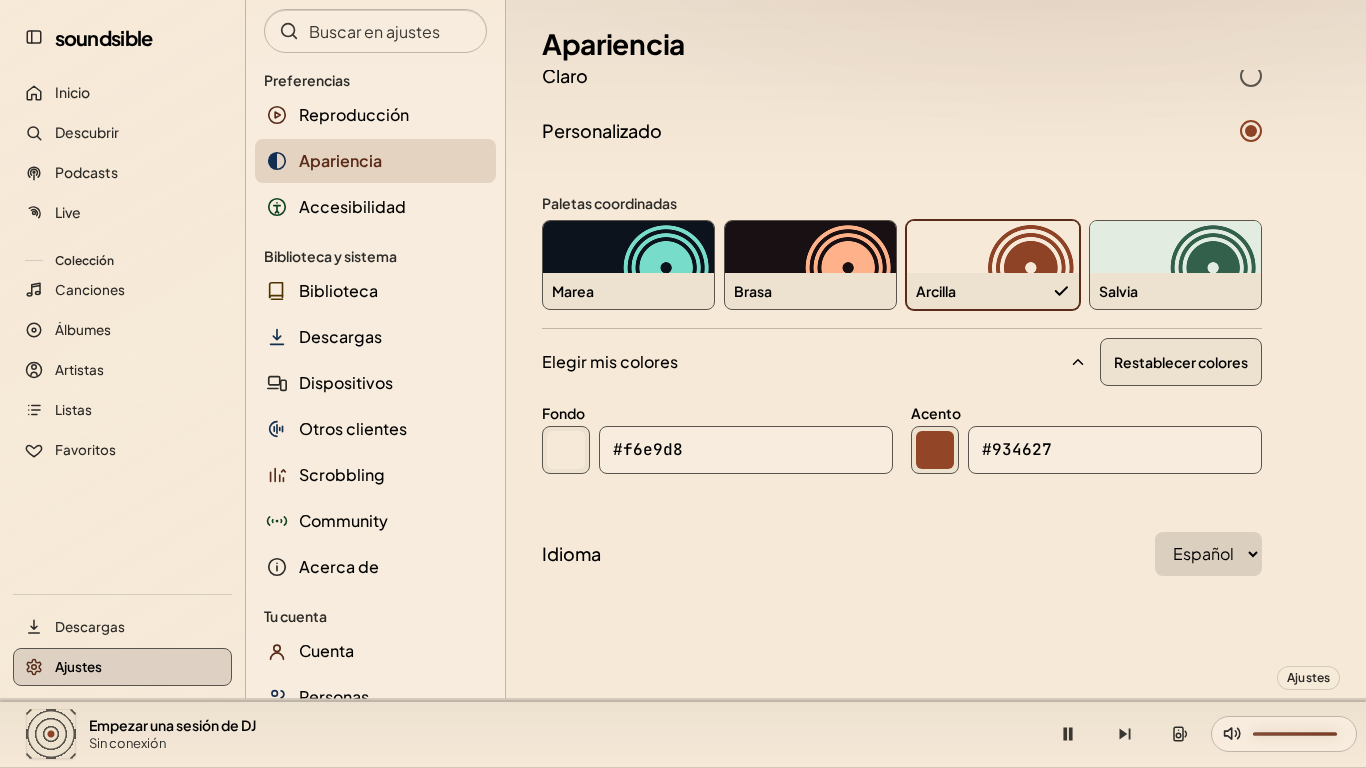 soundsible
Inicio
Descubrir
Podcasts
Live
Colección
Canciones
Álbumes
Artistas
Listas
Favoritos
Descargas
Ajustes
Buscar en ajustes
Preferencias
Reproducción
Apariencia
Accesibilidad
Biblioteca y sistema
Biblioteca
Descargas
Dispositivos
Otros clientes
Scrobbling
Community
Acerca de
Tu cuenta
Cuenta
Personas
Apariencia
Claro
Personalizado
Paletas coordinadas
Marea
Brasa
Arcilla
Salvia
Elegir mis colores
Restablecer colores
Fondo
Acento
#f6e9d8
#934627
Idioma
Español
Ajustes
Empezar una sesión de DJ
Sin conexión